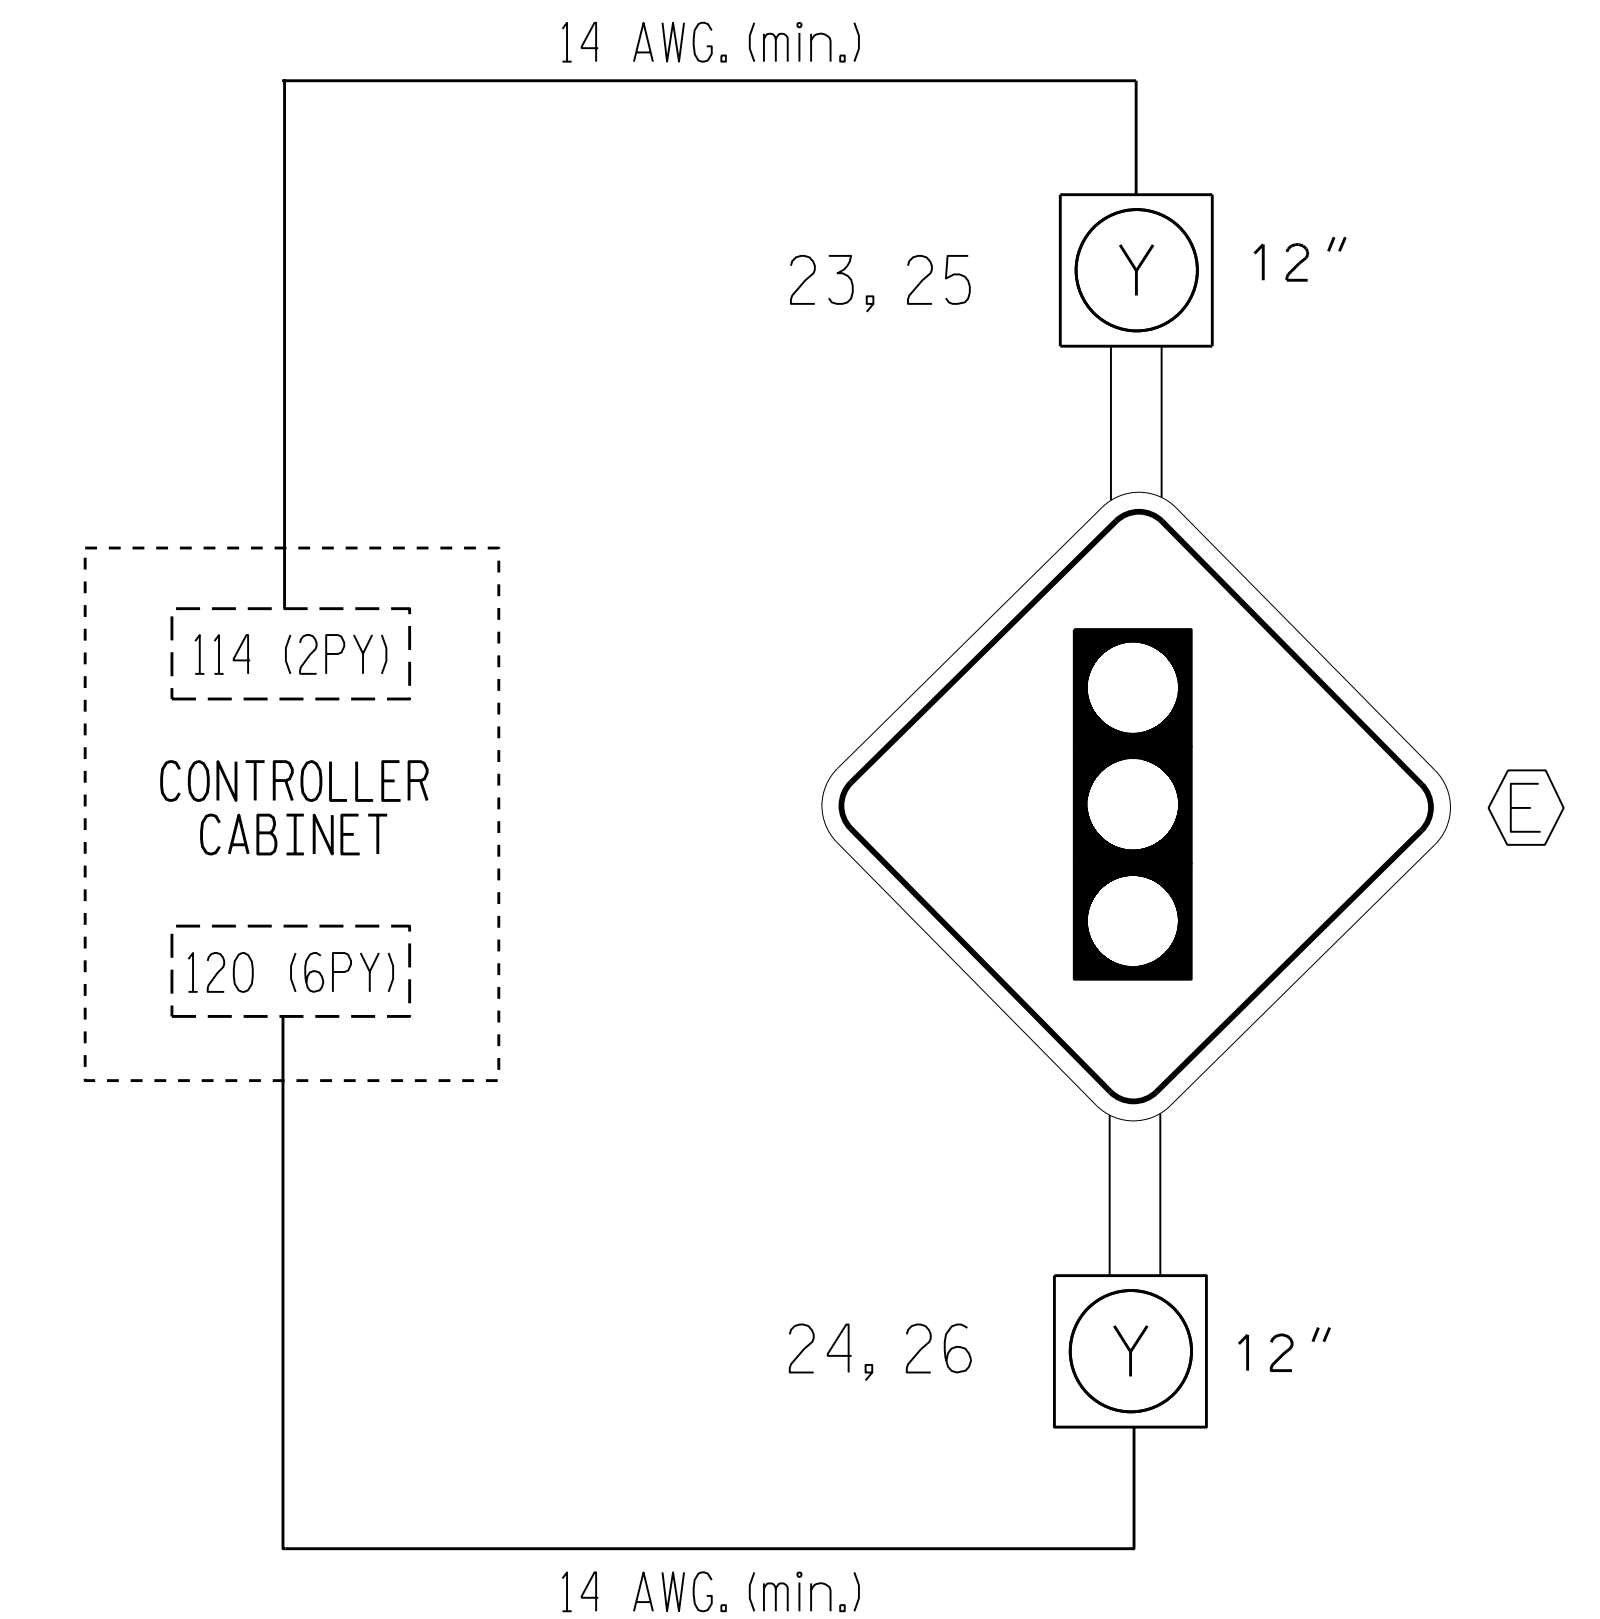 14 AWG. (min.)
23, 25
Y
12"
114 (2PY)
CONTROLLER
CABINET
E
120 (6PY)
24, 26
Y
12"
14 AWG. (min.)